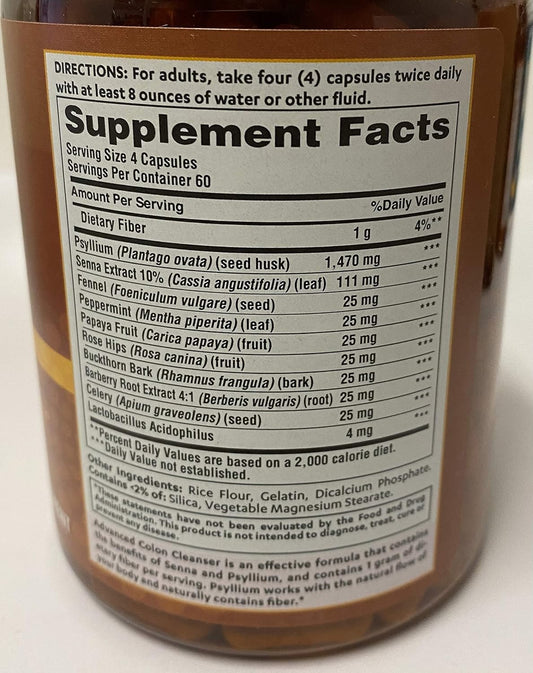 DIRECTIONS: For adults, take four (4) capsules twice daily
with at least 8 ounces of water or other fluid.
Supplement Facts
Serving Size 4 Capsules
Servings Per Container 60
Amount Per Serving %Daily Value
Dietary Fiber 1 g 4%**
Psyllium (Plantago ovata) (seed husk) 1,470 mg ***
Senna Extract 10% (Cassia angustifolia) (leaf) 111 mg ***
Fennel (Foeniculum vulgare) (seed) 25 mg ***
Peppermint (Mentha piperita) (leaf) 25 mg ***
Papaya Fruit (Carica papaya) (fruit) 25 mg ***
Rose Hips (Rosa canina) (fruit) 25 mg ***
Buckthorn Bark (Rhamnus frangula) (bark) 25 mg ***
Barberry Root Extract 4:1 (Berberis vulgaris) (root) 25 mg ***
Celery (Apium graveolens) (seed) 25 mg ***
Lactobacillus Acidophilus 4 mg ***
**Percent Daily Values are based on a 2,000 calorie diet.
***Daily Value not established.
Other Ingredients: Rice Flour, Gelatin, Dicalcium Phosphate.
Contains <2% of: Silica, Vegetable Magnesium Stearate.
*These statements have not been evaluated by the Food and Drug
Administration. This product is not intended to diagnose, treat, cure or
prevent any disease.
Advanced Colon Cleanser is an effective formula that contains
the benefits of Senna and Psyllium, and contains 1 gram of die-
tary fiber per serving. Psyllium works with the natural flow of
your body and naturally contains fiber.*